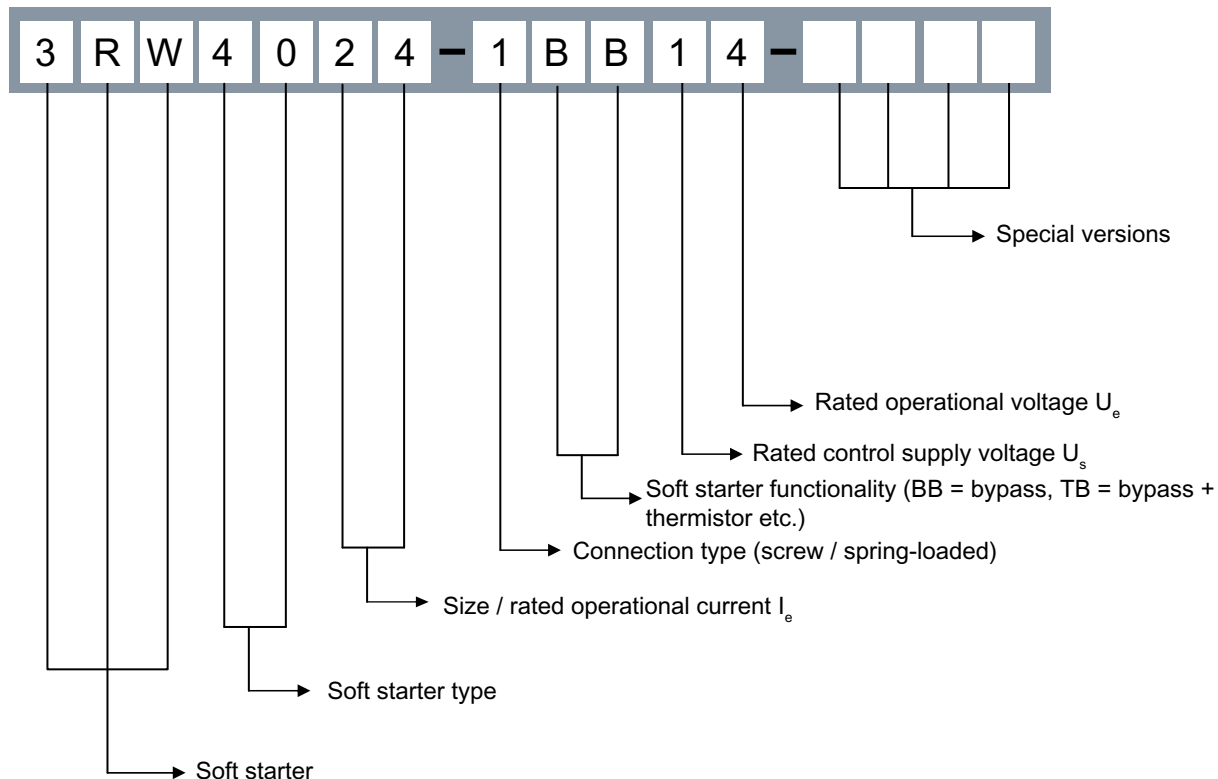 3 R W 4 0 2 4 - 1 B B 1 4 -
Special versions
Rated operational voltage Ue
Rated control supply voltage Us
Soft starter functionality (BB = bypass, TB = bypass +
thermistor etc.)
Connection type (screw / spring-loaded)
Size / rated operational current Ie
Soft starter type
Soft starter